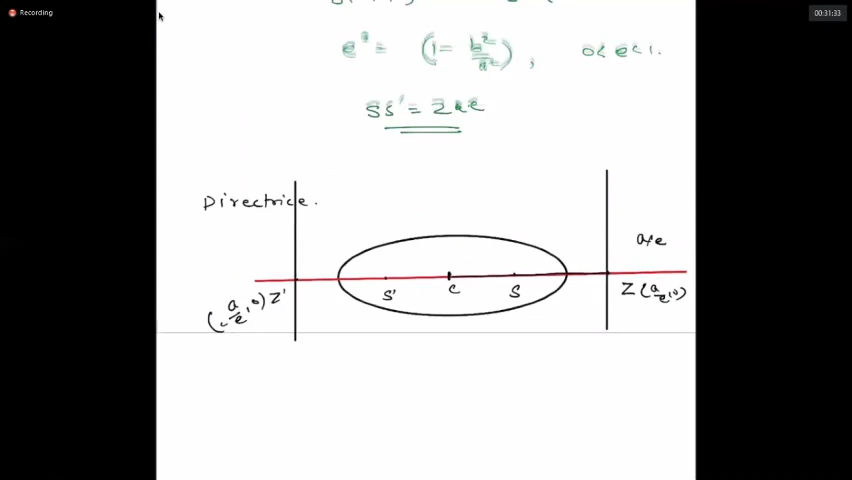 Recording
00:31:33
e² = (1 - b²/a²), 0<e<1.
SS' = 2ae
Directrice.
a/e
S' C S
(-a/e, 0) Z'
Z (a/e, 0)